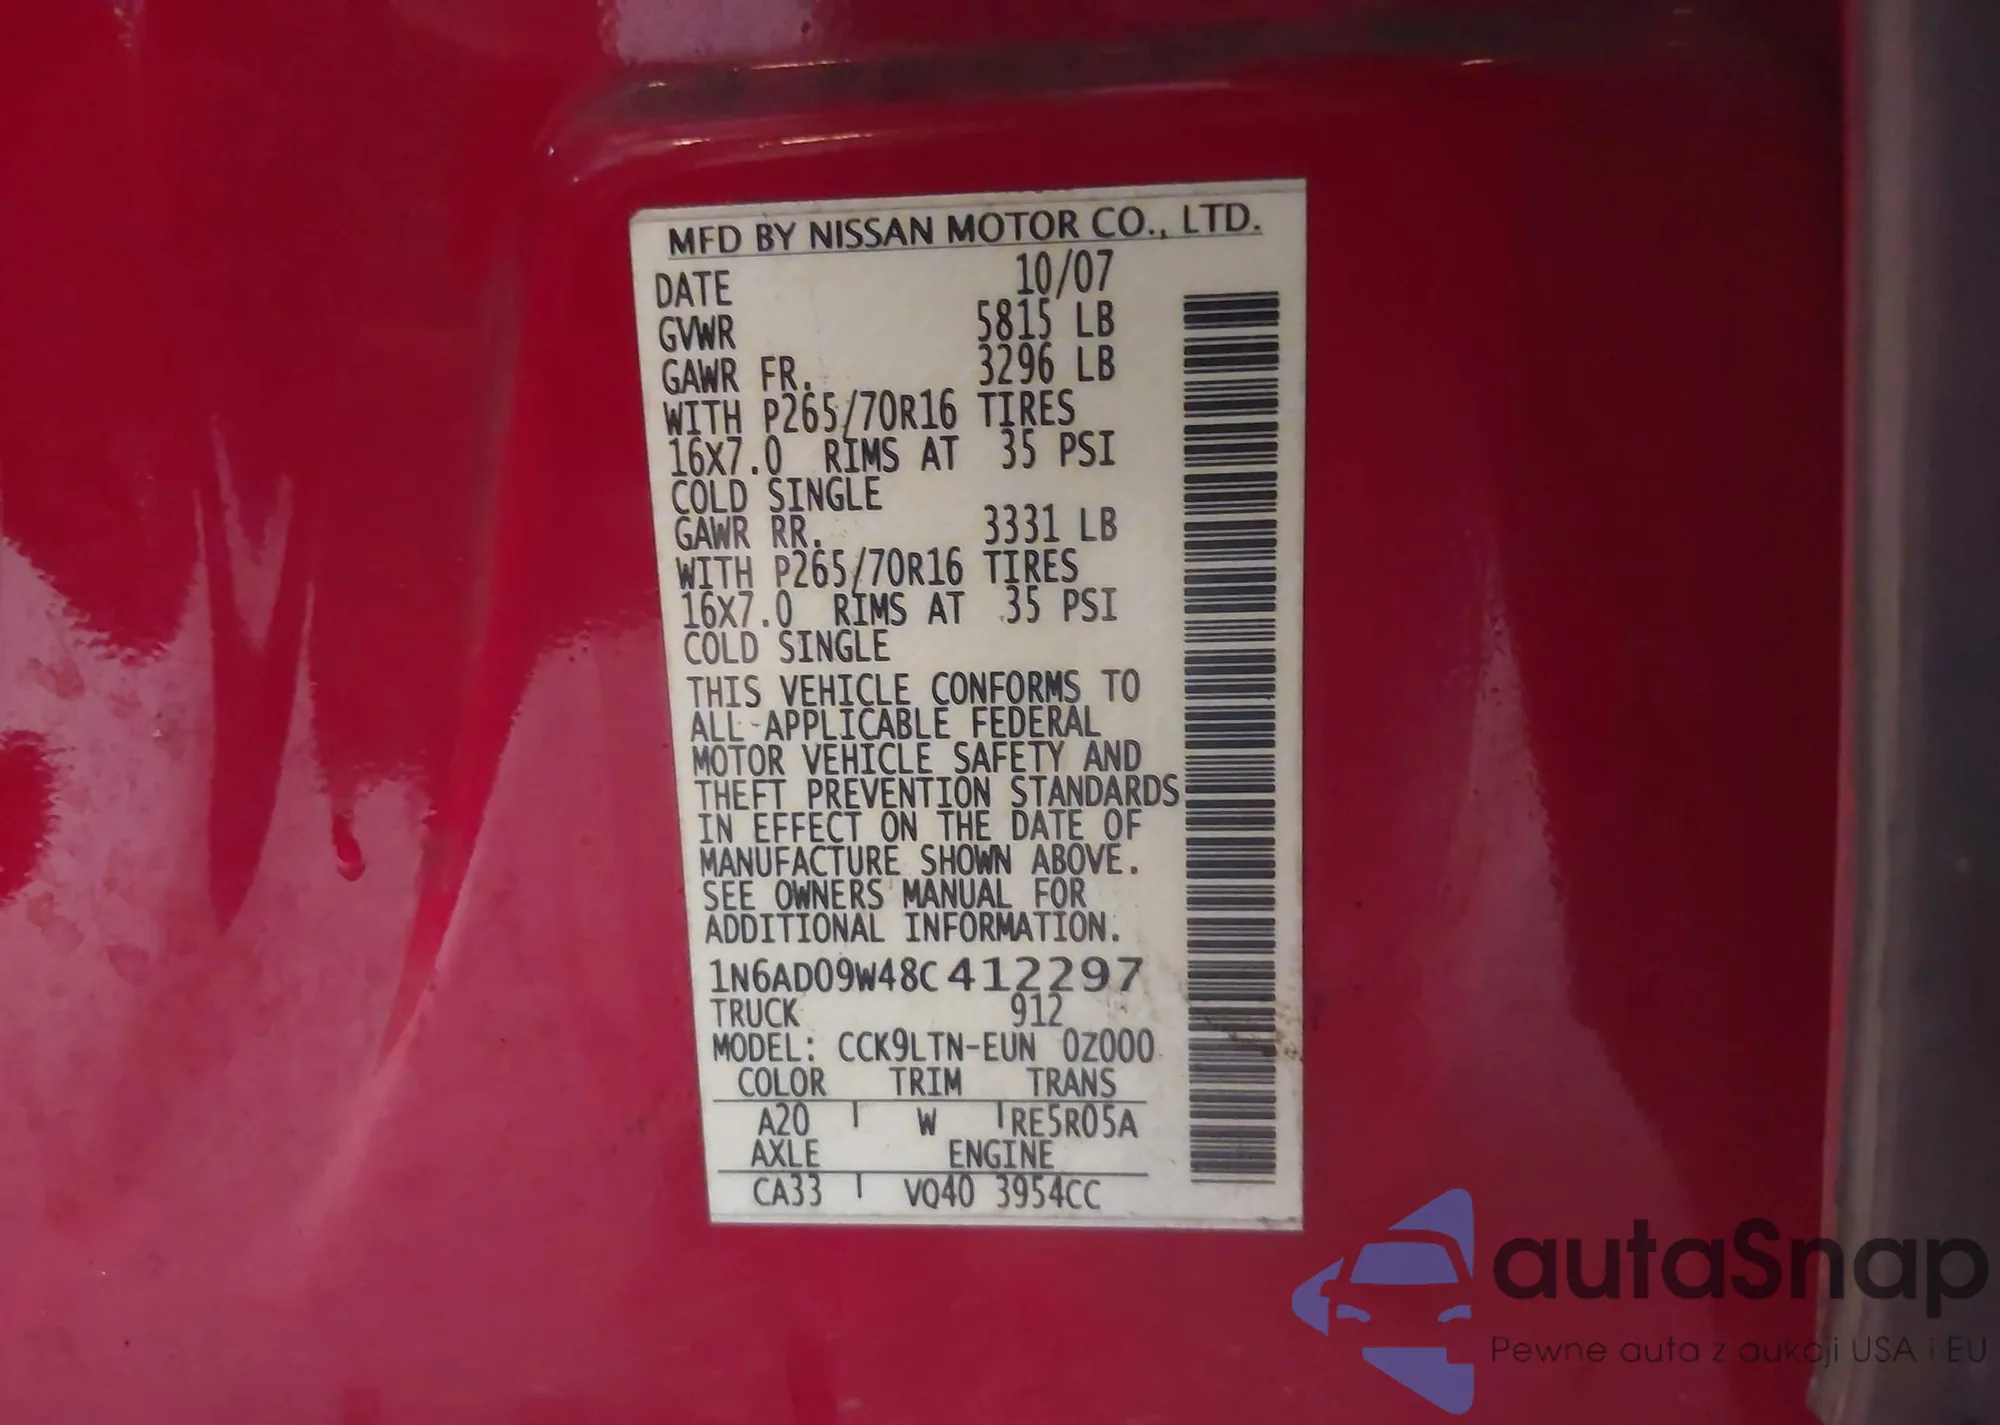 MFD BY NISSAN MOTOR CO., LTD.
DATE 10/07
GVWR 5815 LB
GAWR FR. 3296 LB
WITH P265/70R16 TIRES
16X7.0 RIMS AT 35 PSI
COLD SINGLE
GAWR RR. 3331 LB
WITH P265/70R16 TIRES
16X7.0 RIMS AT 35 PSI
COLD SINGLE
THIS VEHICLE CONFORMS TO
ALL APPLICABLE FEDERAL
MOTOR VEHICLE SAFETY AND
THEFT PREVENTION STANDARDS
IN EFFECT ON THE DATE OF
MANUFACTURE SHOWN ABOVE.
SEE OWNERS MANUAL FOR
ADDITIONAL INFORMATION.
1N6AD09W48C412297
TRUCK 912
MODEL: CCK9LTN-EUN 0Z000
COLOR TRIM TRANS
A20 W RE5R05A
AXLE ENGINE
CA33 VQ40 3954CC
autaSnap
Pewne auta z aukcji USA i EU